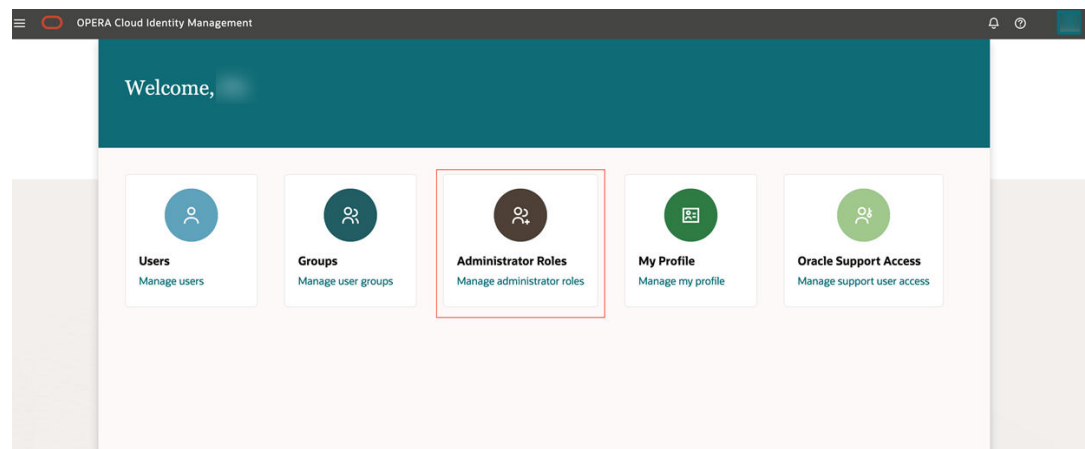 OPERA Cloud Identity Management
Welcome,
Users
Manage users
Groups
Manage user groups
Administrator Roles
Manage administrator roles
My Profile
Manage my profile
Oracle Support Access
Manage support user access